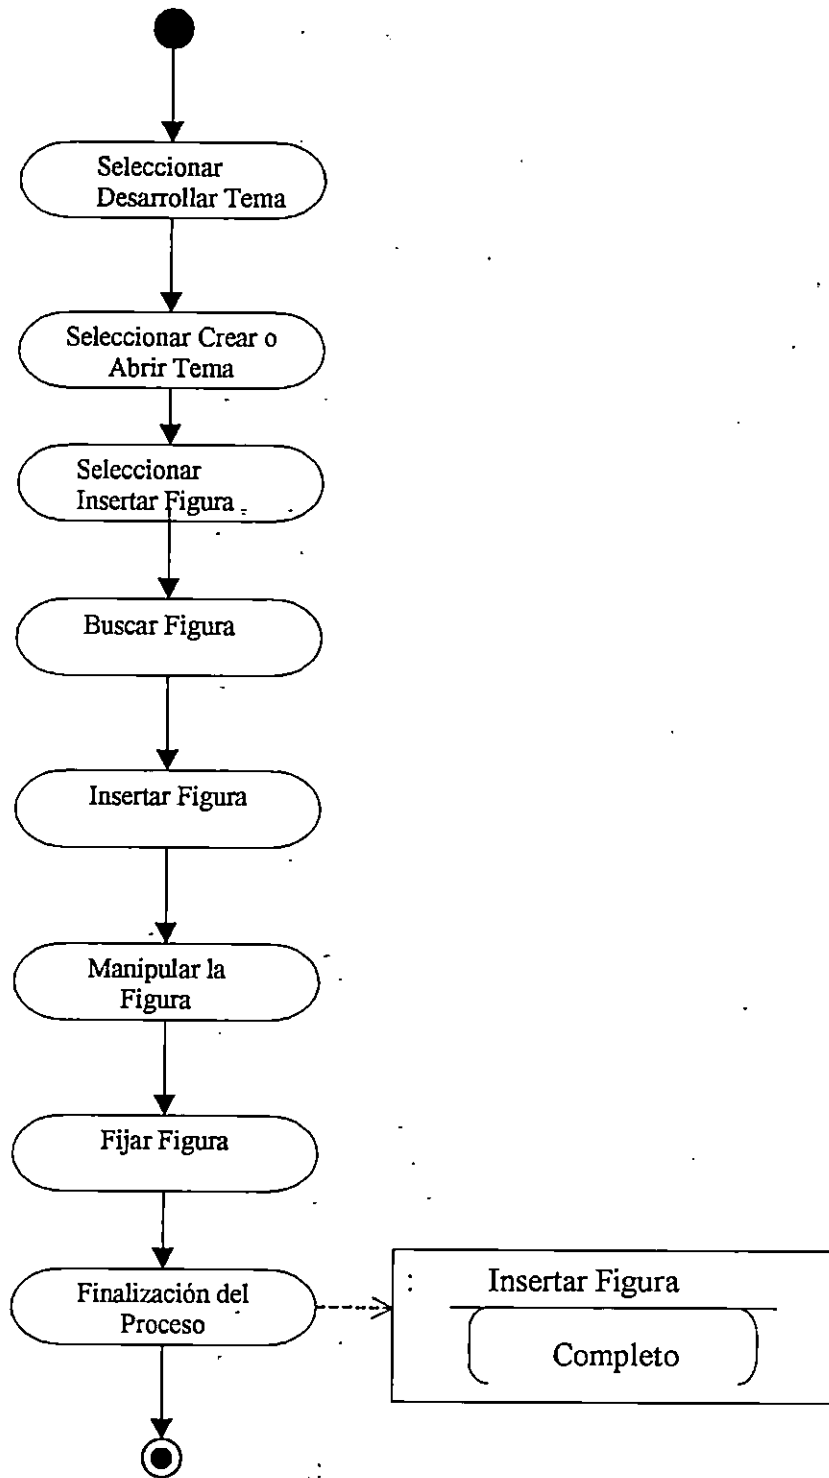 Seleccionar
Desarrollar Tema
Seleccionar Crear o
Abrir Tema
Seleccionar
Insertar Figura
Buscar Figura
Insertar Figura
Manipular la
Figura
Fijar Figura
Finalización del
Proceso
: Insertar Figura
Completo